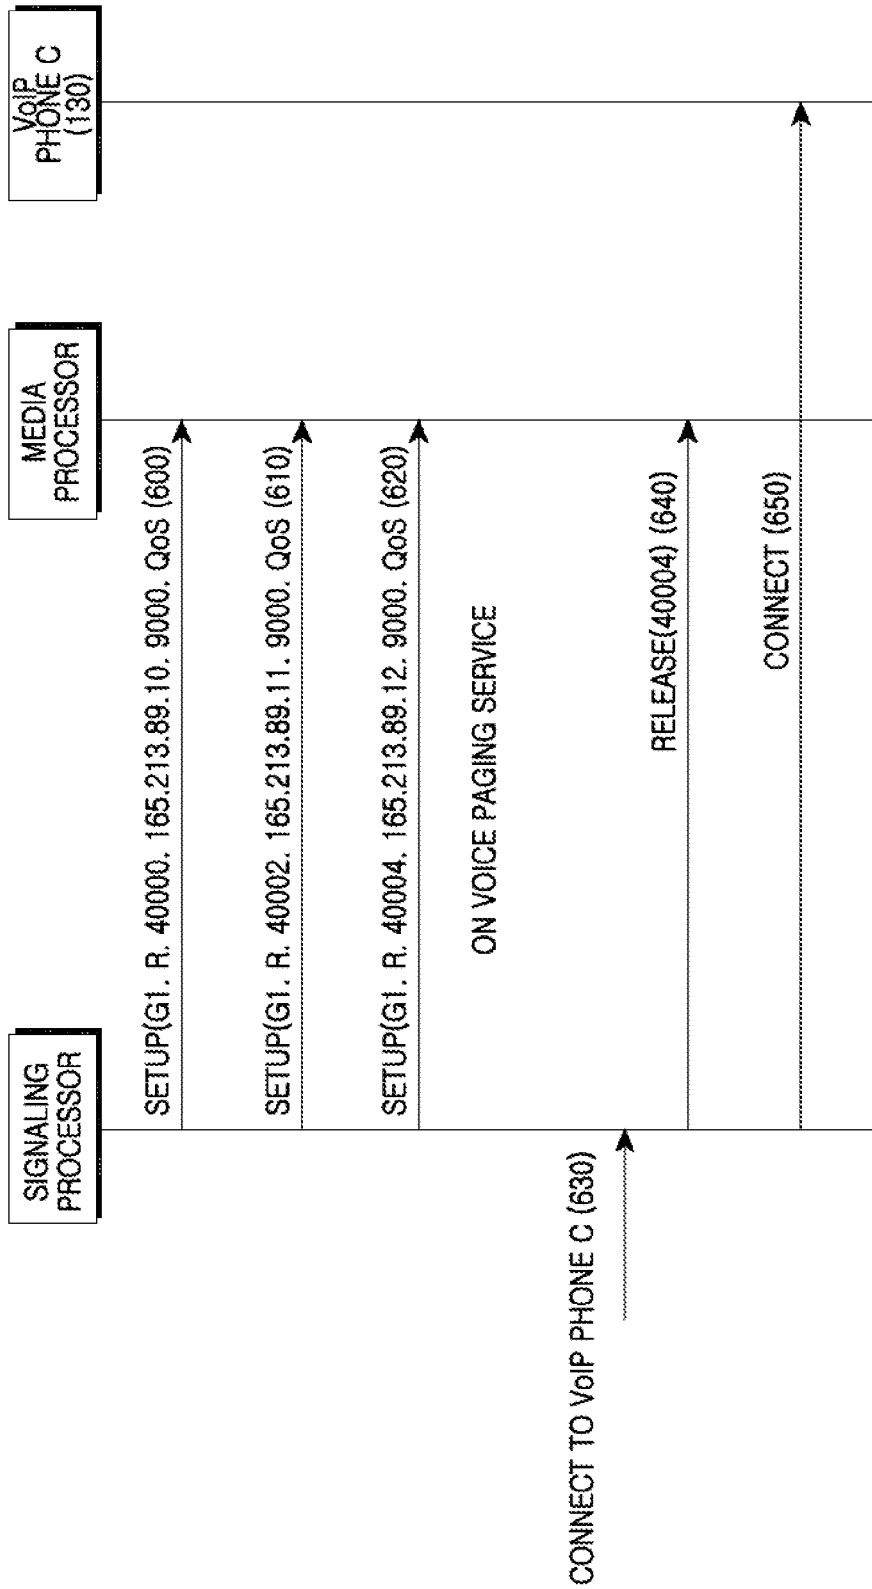 SIGNALING
PROCESSOR
MEDIA
PROCESSOR
VoIP
PHONE C
(130)
SETUP(G1. R. 40000. 165.213.89.10. 9000. QoS (600)
SETUP(G1. R. 40002. 165.213.89.11. 9000. QoS (610)
SETUP(G1. R. 40004. 165.213.89.12. 9000. QoS (620)
ON VOICE PAGING SERVICE
CONNECT TO VoIP PHONE C (630)
RELEASE(40004) (640)
CONNECT (650)